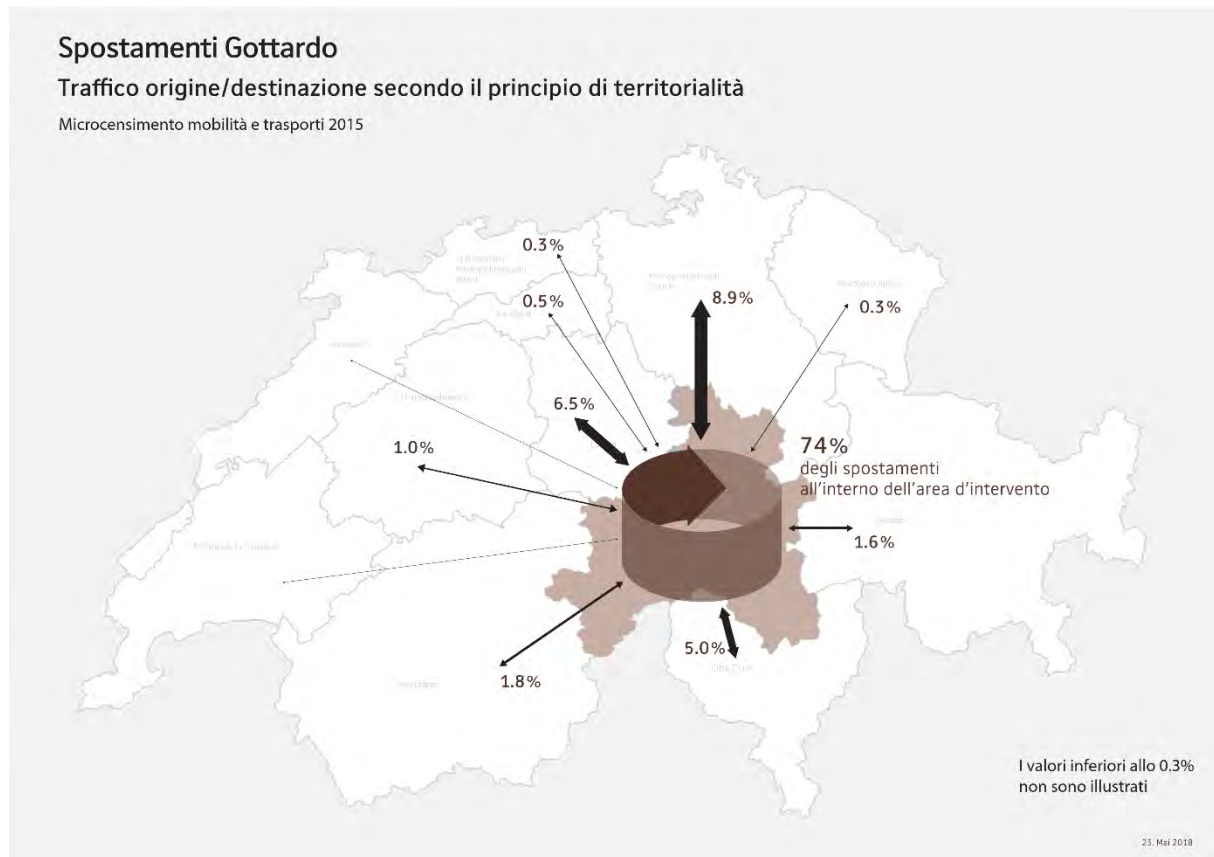 Spostamenti Gottardo
Traffico origine/destinazione secondo il principio di territorialità
Microcensimento mobilità e trasporti 2015
0.3%
0.5%
8.9%
0.3%
6.5%
1.0%
74%
degli spostamenti
all'interno dell'area d'intervento
1.6%
5.0%
1.8%
I valori inferiori allo 0.3%
non sono illustrati
23. Mai 2018